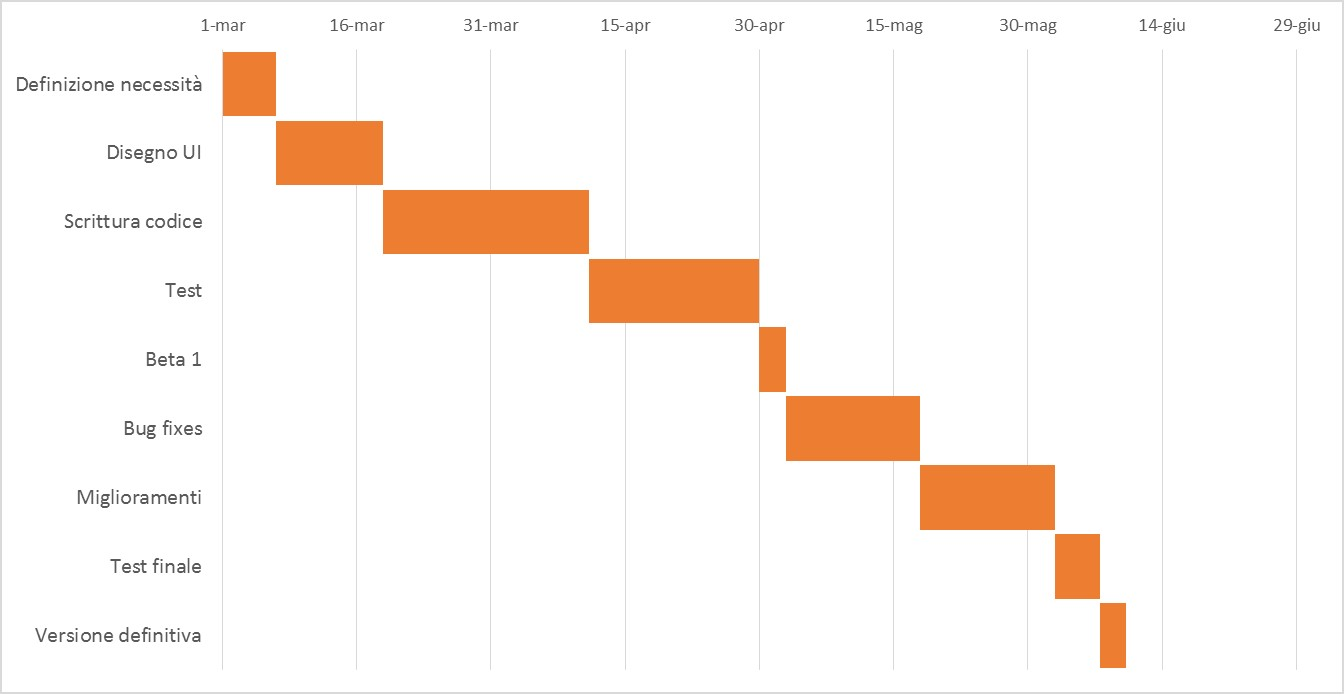 1-mar 16-mar 31-mar 15-apr 30-apr 15-mag 30-mag 14-giu 29-giu
Definizione necessità
Disegno UI
Scrittura codice
Test
Beta 1
Bug fixes
Miglioramenti
Test finale
Versione definitiva